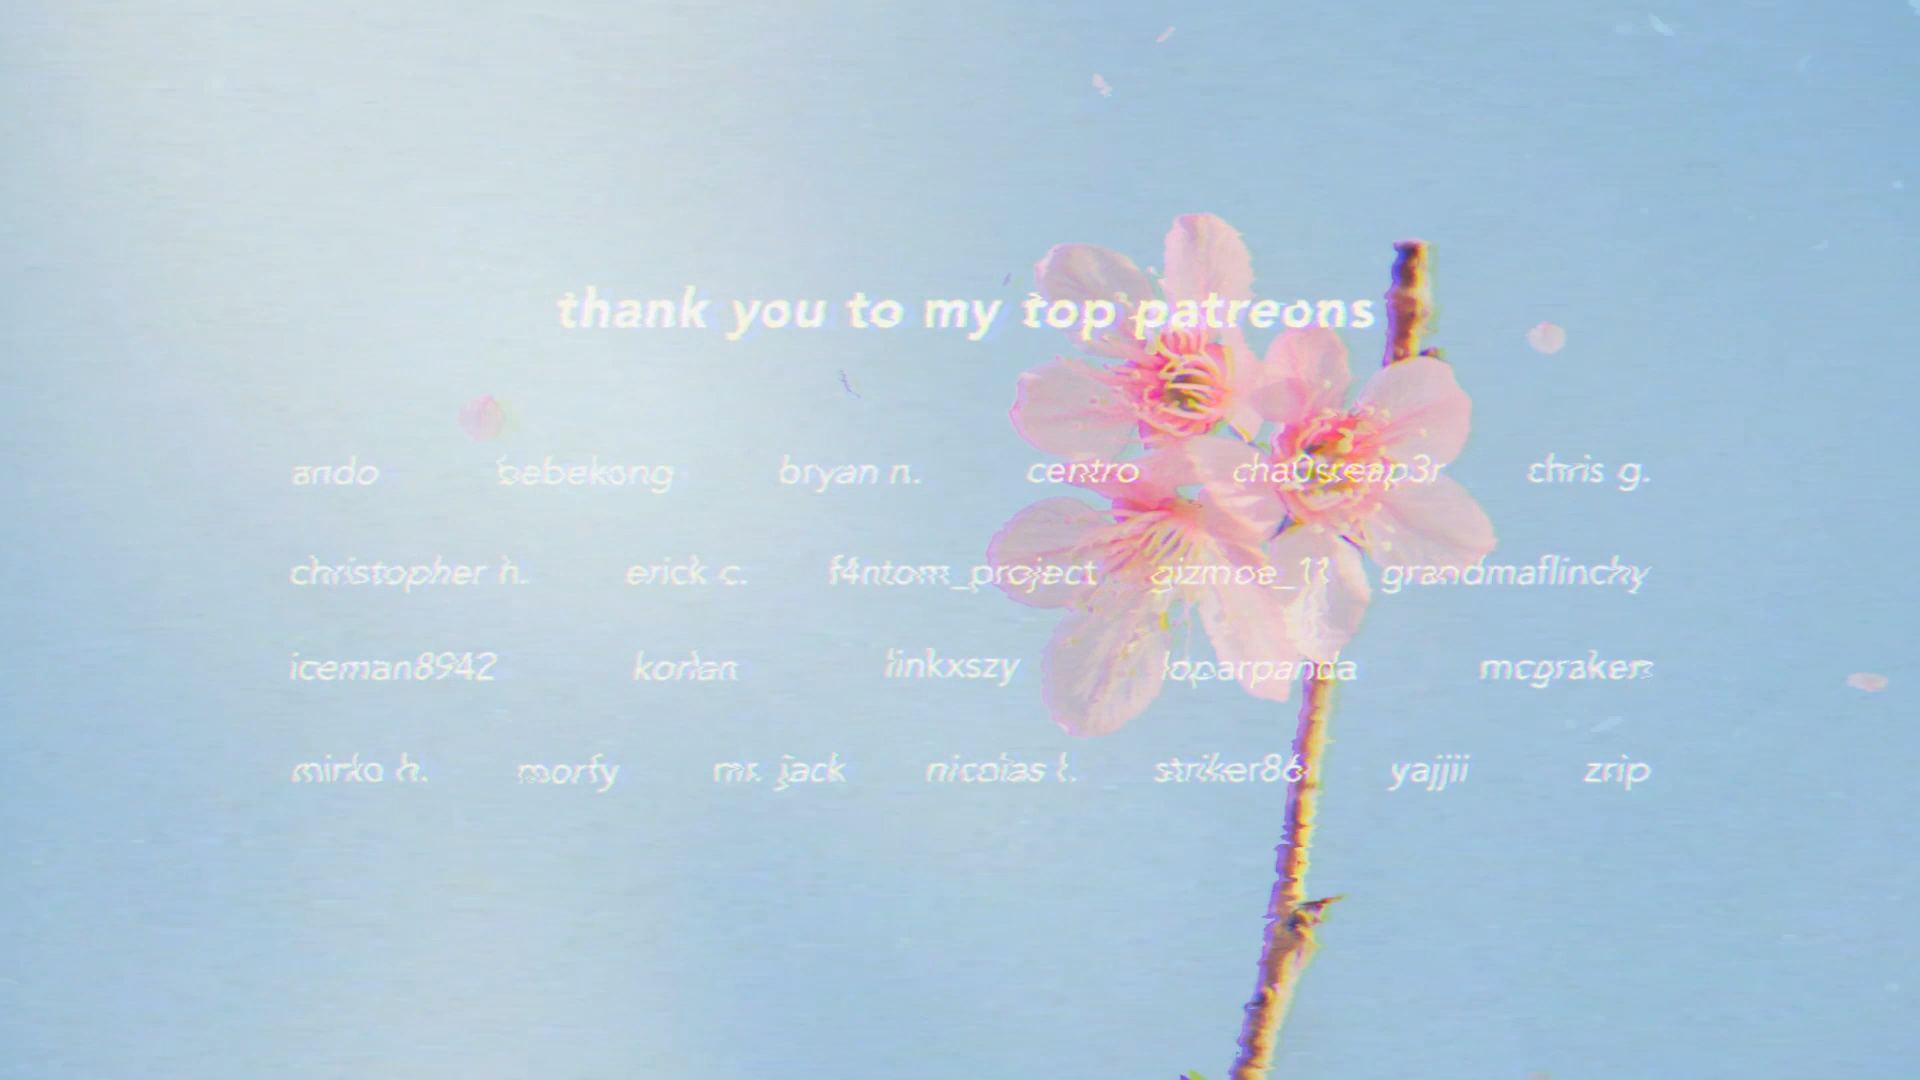 thank you to my top patreons
ando bebekong bryan n. centro cha0sreap3r chris g.
christopher h. erick c. f4ntom_project gizmoe_11 grandmaflinchy
iceman8942 korlan linkxszy loparpanda mcgrakers
mirko h. morfy mr. jack nicolas t. striker86 yajjii zrip